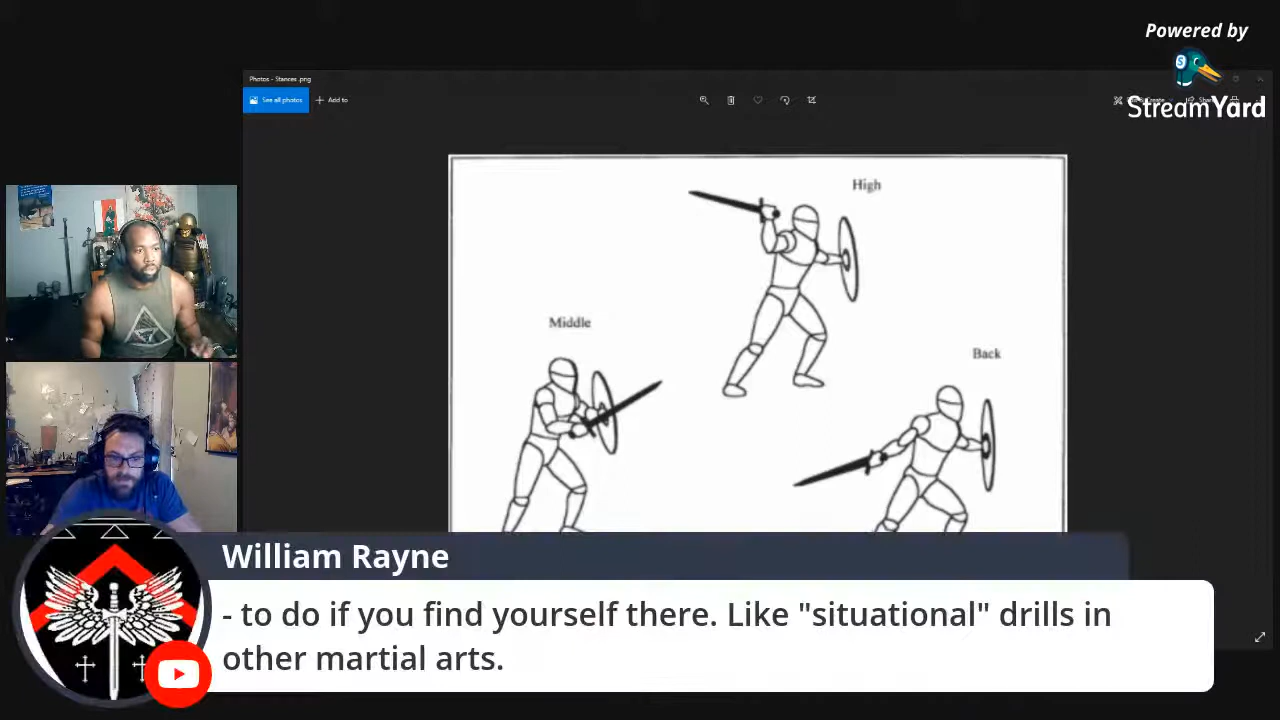 Powered by
StreamYard
Photos - Stances .png
See all photos
Add to
High
Middle
Back
William Rayne
- to do if you find yourself there. Like "situational" drills in
other martial arts.